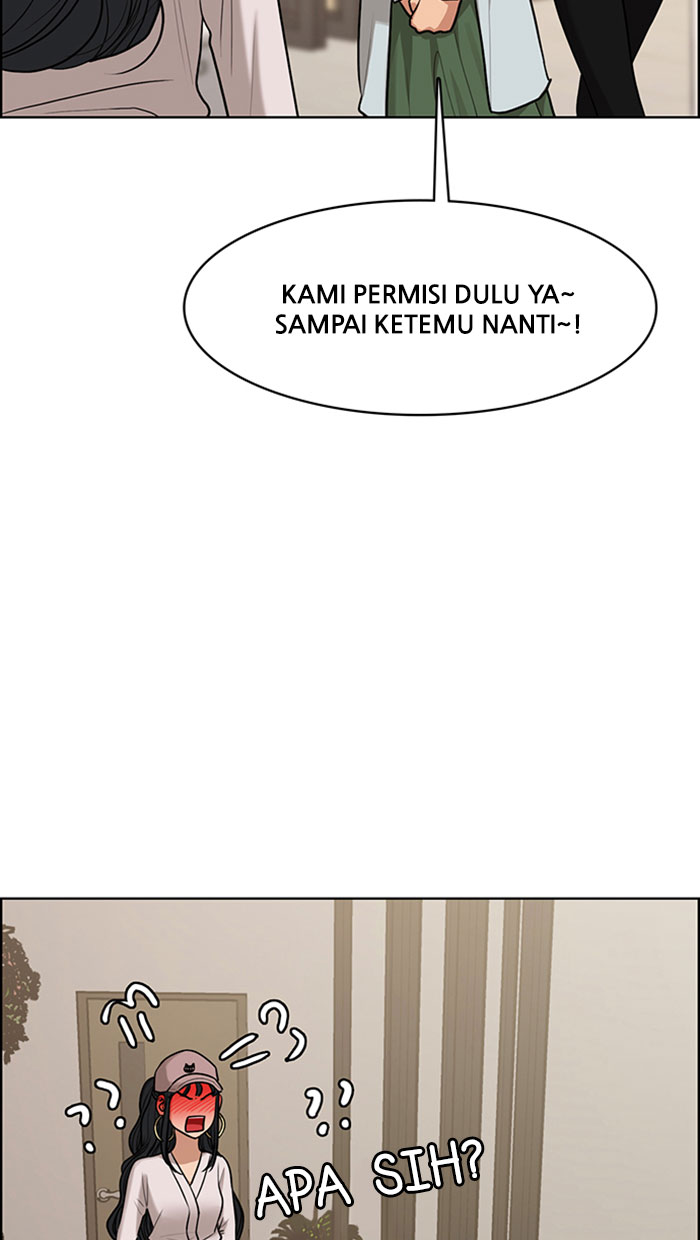 KAMI PERMISI DULU YA~
SAMPAI KETEMU NANTI~!
??
??
APA SIH?